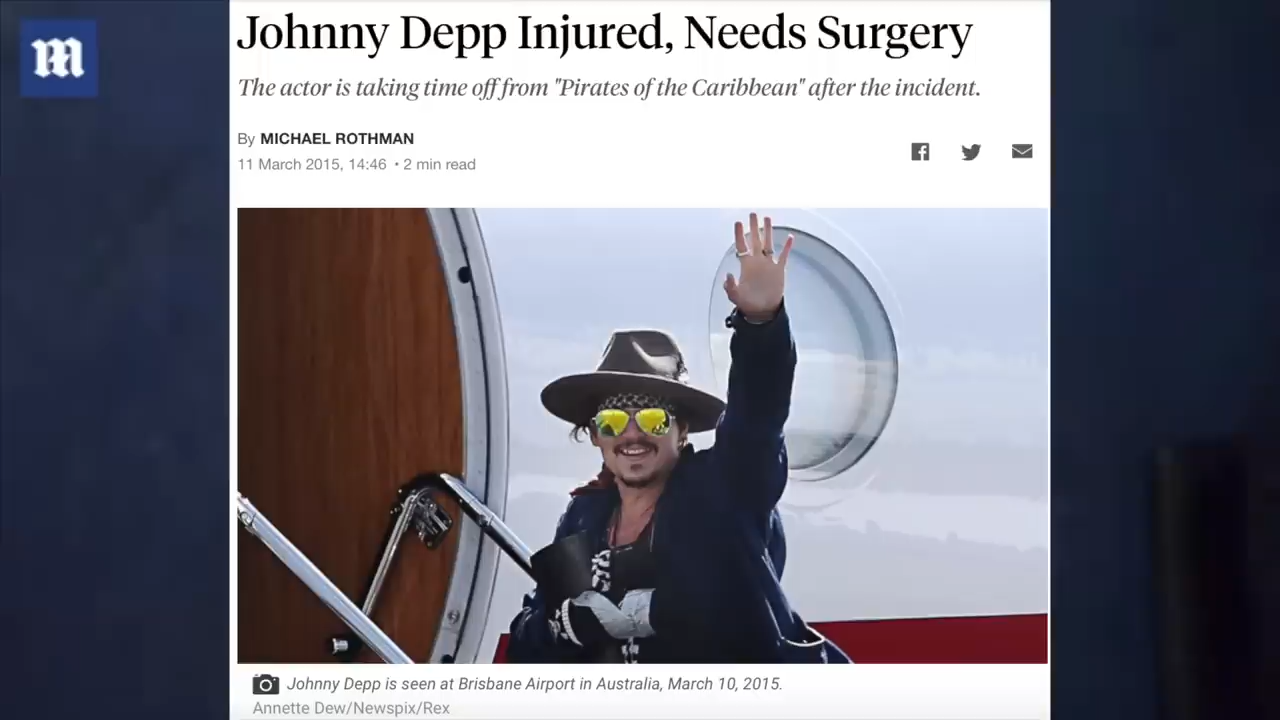 m
Johnny Depp Injured, Needs Surgery
The actor is taking time off from "Pirates of the Caribbean" after the incident.
By MICHAEL ROTHMAN
11 March 2015, 14:46 • 2 min read
Johnny Depp is seen at Brisbane Airport in Australia, March 10, 2015.
Annette Dew/Newspix/Rex